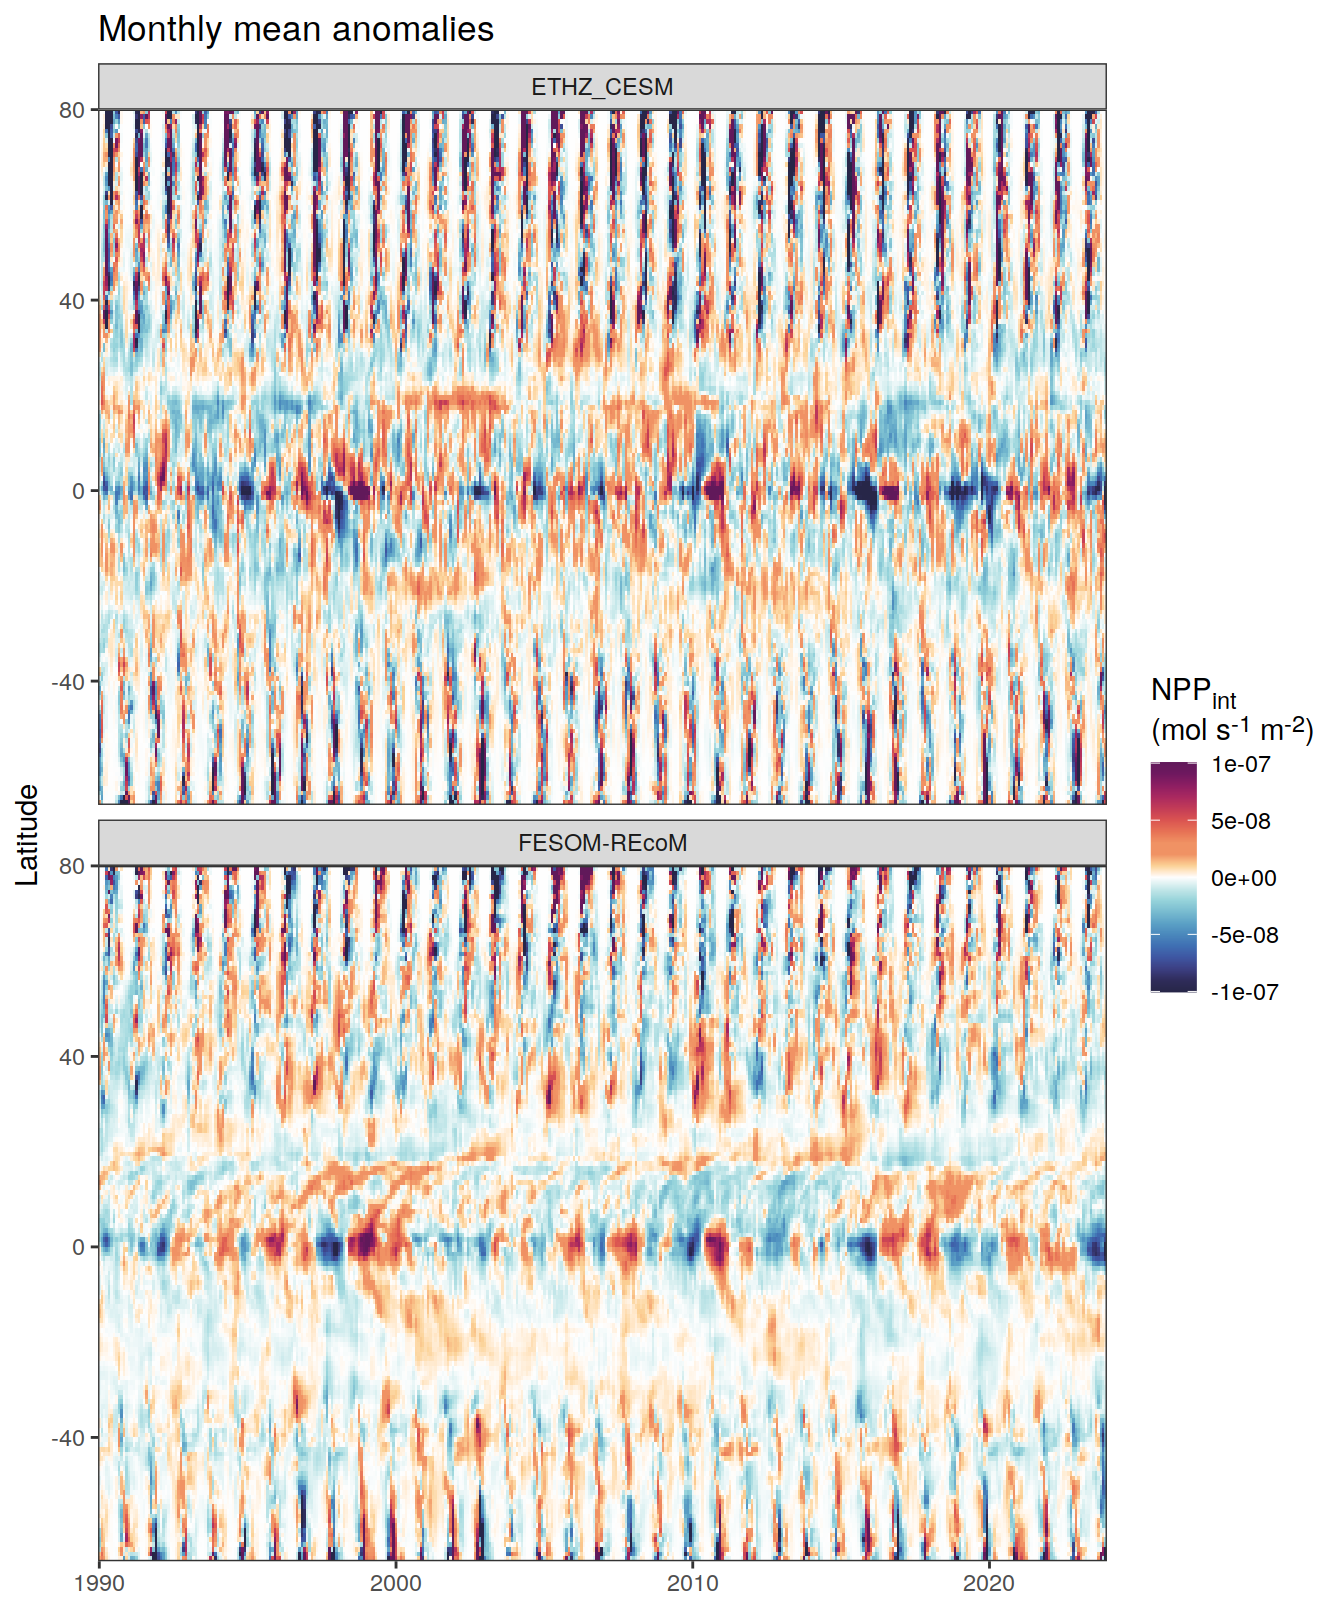 Monthly mean anomalies
ETHZ_CESM
80
40
0
-40
Latitude
FESOM-REcoM
80
40
0
-40
1990
2000
2010
2020
NPPint
(mol s-1 m-2)
1e-07
5e-08
0e+00
-5e-08
-1e-07